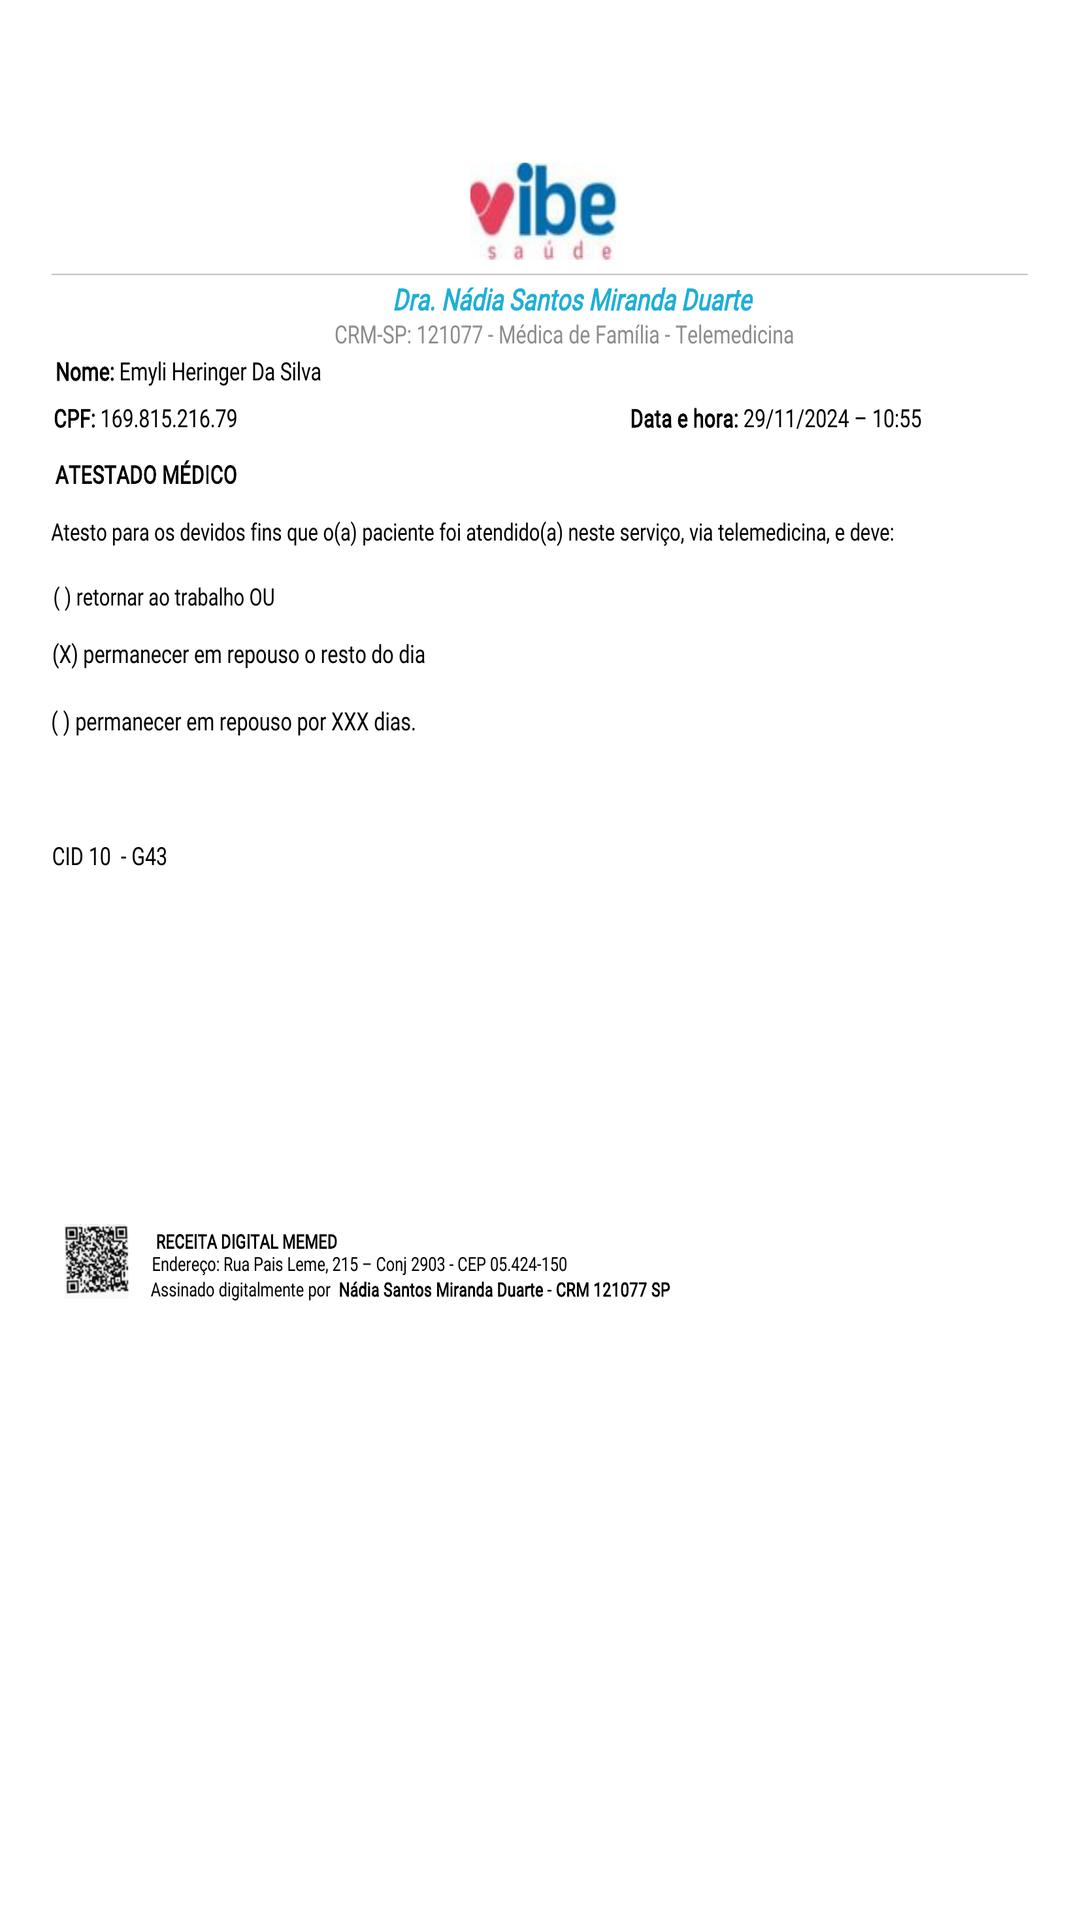 vibe
saúde
Dra. Nádia Santos Miranda Duarte
CRM-SP: 121077 - Médica de Família - Telemedicina
Nome: Emyli Heringer Da Silva
CPF: 169.815.216.79 Data e hora: 29/11/2024 – 10:55
ATESTADO MÉDICO
Atesto para os devidos fins que o(a) paciente foi atendido(a) neste serviço, via telemedicina, e deve:
( ) retornar ao trabalho OU
(X) permanecer em repouso o resto do dia
( ) permanecer em repouso por XXX dias.
CID 10 - G43
RECEITA DIGITAL MEMED
Endereço: Rua Pais Leme, 215 – Conj 2903 - CEP 05.424-150
Assinado digitalmente por Nádia Santos Miranda Duarte - CRM 121077 SP